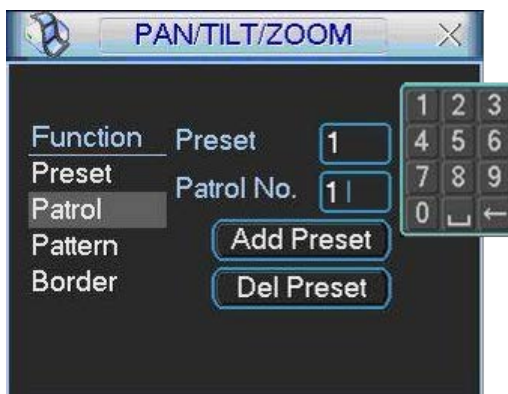 PAN/TILT/ZOOM
Function
Preset
Patrol
Pattern
Border
Preset 1
Patrol No. 1
Add Preset
Del Preset
1 2 3
4 5 6
7 8 9
0 ←